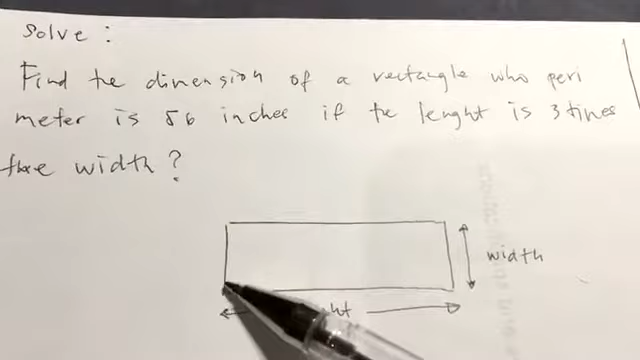 Solve :
Find the dimension of a rectangle who peri
meter is 56 inches if the lenght is 3 times
the width ?
width
ht